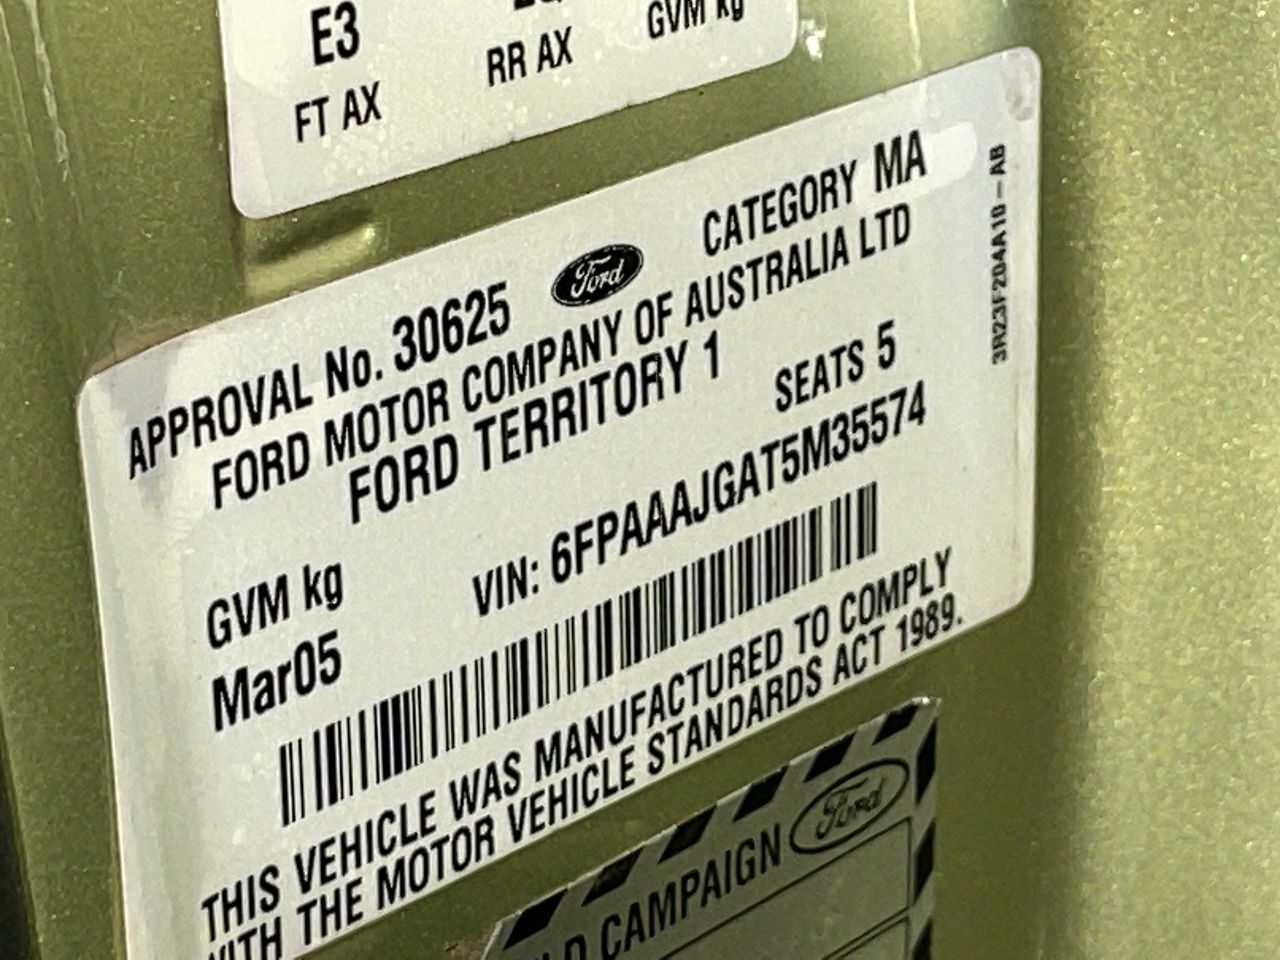 E3
FT AX
RR AX
GVM kg
APPROVAL No. 30625 Ford CATEGORY MA
FORD MOTOR COMPANY OF AUSTRALIA LTD
FORD TERRITORY 1
SEATS 5
GVM kg
VIN: 6FPAAAJGAT5M35574
Mar05
THIS VEHICLE WAS MANUFACTURED TO COMPLY
WITH THE MOTOR VEHICLE STANDARDS ACT 1989.
3R23F204A10-AB
CAMPAIGN Ford